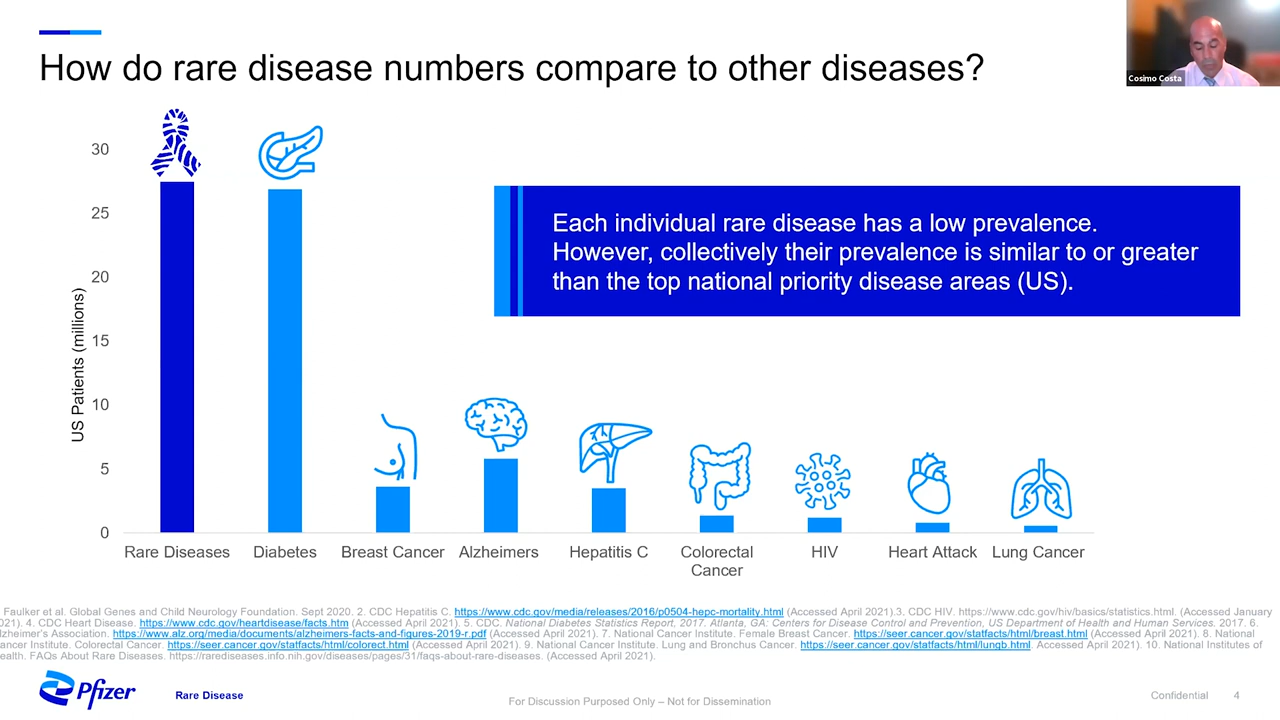 How do rare disease numbers compare to other diseases?
Cosimo Costa
30
25
20
15
10
5
0
US Patients (millions)
Each individual rare disease has a low prevalence.
However, collectively their prevalence is similar to or greater
than the top national priority disease areas (US).
Rare Diseases
Diabetes
Breast Cancer
Alzheimers
Hepatitis C
Colorectal
Cancer
HIV
Heart Attack
Lung Cancer
Faulker et al. Global Genes and Child Neurology Foundation. Sept 2020. 2. CDC Hepatitis C. https://www.cdc.gov/media/releases/2016/p0504-hepc-mortality.html (Accessed April 2021).3. CDC HIV. https://www.cdc.gov/hiv/basics/statistics.html. (Accessed January
021). 4. CDC Heart Disease. https://www.cdc.gov/heartdisease/facts.htm (Accessed April 2021). 5. CDC. National Diabetes Statistics Report, 2017. Atlanta, GA: Centers for Disease Control and Prevention, US Department of Health and Human Services. 2017. 6.
lzheimer's Association. https://www.alz.org/media/documents/alzheimers-facts-and-figures-2019-r.pdf (Accessed April 2021). 7. National Cancer Institute. Female Breast Cancer. https://seer.cancer.gov/statfacts/html/breast.html (Accessed April 2021). 8. National
ancer Institute. Colorectal Cancer. https://seer.cancer.gov/statfacts/html/colorect.html (Accessed April 2021). 9. National Cancer Institute. Lung and Bronchus Cancer. https://seer.cancer.gov/statfacts/html/lungb.html. Accessed April 2021). 10. National Institutes of
ealth. FAQs About Rare Diseases. https://rarediseases.info.nih.gov/diseases/pages/31/faqs-about-rare-diseases. (Accessed April 2021).
Pfizer
Rare Disease
For Discussion Purposed Only – Not for Dissemination
Confidential
4